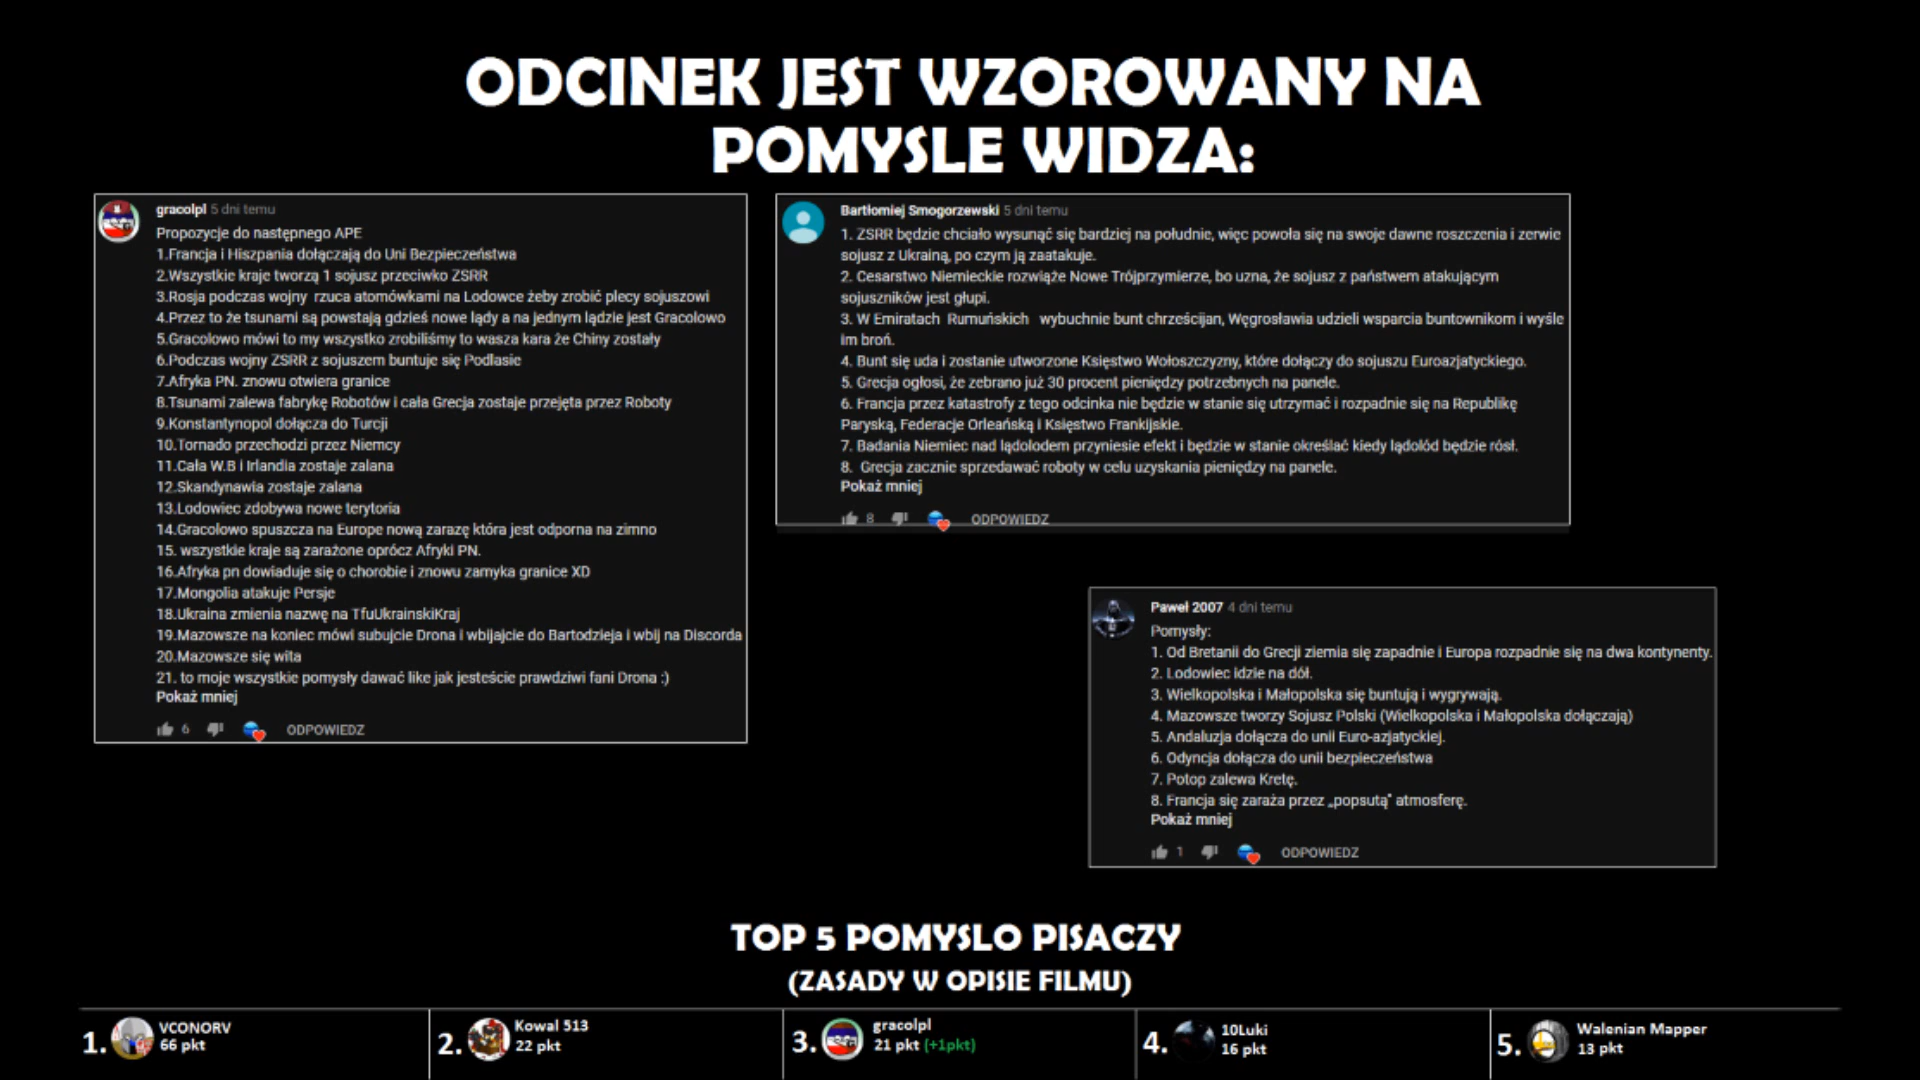 ODCINEK JEST WZOROWANY NA
POMYSLE WIDZA:
gracolpl 5 dni temu
Propozycje do następnego APE
1.Francja i Hiszpania dołączają do Uni Bezpieczeństwa
2.Wszystkie kraje tworzą 1 sojusz przeciwko ZSRR
3.Rosja podczas wojny rzuca atomówkami na Lodowce żeby zrobić plecy sojuszowi
4.Przez to że tsunami są powstają gdzieś nowe lądy a na jednym lądzie jest Gracolowo
5.Gracolowo mówi to my wszystko zrobiliśmy to wasza kara że Chiny zostały
6.Podczas wojny ZSRR z sojuszem buntuje się Podlasie
7.Afryka PN. znowu otwiera granice
8.Tsunami zalewa fabrykę Robotów i cała Grecja zostaje przejęta przez Roboty
9.Konstantynopol dołącza do Turcji
10.Tornado przechodzi przez Niemcy
11.Cała W.B i Irlandia zostaje zalana
12.Skandynawia zostaje zalana
13.Lodowiec zdobywa nowe terytoria
14.Gracolowo spuszcza na Europe nową zarazę która jest odporna na zimno
15. wszystkie kraje są zarażone oprócz Afryki PN.
16.Afryka pn dowiaduje się o chorobie i znowu zamyka granice XD
17.Mongolia atakuje Persje
18.Ukraina zmienia nazwę na TfuUkrainskiKraj
19.Mazowsze na koniec mówi subujcie Drona i wbijajcie do Bartodzieja i wbij na Discorda
20.Mazowsze się wita
21. to moje wszystkie pomysły dawać like jak jesteście prawdziwi fani Drona :)
Pokaż mniej
6 ODPOWIEDZ
Bartłomiej Smogorzewski 5 dni temu
1. ZSRR będzie chciało wysunąć się bardziej na południe, więc powoła się na swoje dawne roszczenia i zerwie
sojusz z Ukrainą, po czym ją zaatakuje.
2. Cesarstwo Niemieckie rozwiąże Nowe Trójprzymierze, bo uzna, że sojusz z państwem atakującym
sojuszników jest głupi.
3. W Emiratach Rumuńskich wybuchnie bunt chrześcijan, Węgrosławia udzieli wsparcia buntownikom i wyśle
im broń.
4. Bunt się uda i zostanie utworzone Księstwo Wołoszczyzny, które dołączy do sojuszu Euroazjatyckiego.
5. Grecja ogłosi, że zebrano już 30 procent pieniędzy potrzebnych na panele.
6. Francja przez katastrofy z tego odcinka nie będzie w stanie się utrzymać i rozpadnie się na Republikę
Paryską, Federacje Orleańską i Księstwo Frankijskie.
7. Badania Niemiec nad lądolodem przyniesie efekt i będzie w stanie określać kiedy lądolód będzie rósł.
8. Grecja zacznie sprzedawać roboty w celu uzyskania pieniędzy na panele.
Pokaż mniej
8 ODPOWIEDZ
Paweł 2007 4 dni temu
Pomysły:
1. Od Bretanii do Grecji ziemia się zapadnie i Europa rozpadnie się na dwa kontynenty.
2. Lodowiec idzie na dół.
3. Wielkopolska i Małopolska się buntują i wygrywają.
4. Mazowsze tworzy Sojusz Polski (Wielkopolska i Małopolska dołączają)
5. Andaluzja dołącza do unii Euro-azjatyckiej.
6. Odyncja dołącza do unii bezpieczeństwa
7. Potop zalewa Kretę.
8. Francja się zaraża przez „popsutą" atmosferę.
Pokaż mniej
1 ODPOWIEDZ
TOP 5 POMYSLO PISACZY
(ZASADY W OPISIE FILMU)
1. VCONORV
66 pkt
2. Kowal 513
22 pkt
3. gracolpl
21 pkt (+1pkt)
4. 10Luki
16 pkt
5. Walenian Mapper
13 pkt